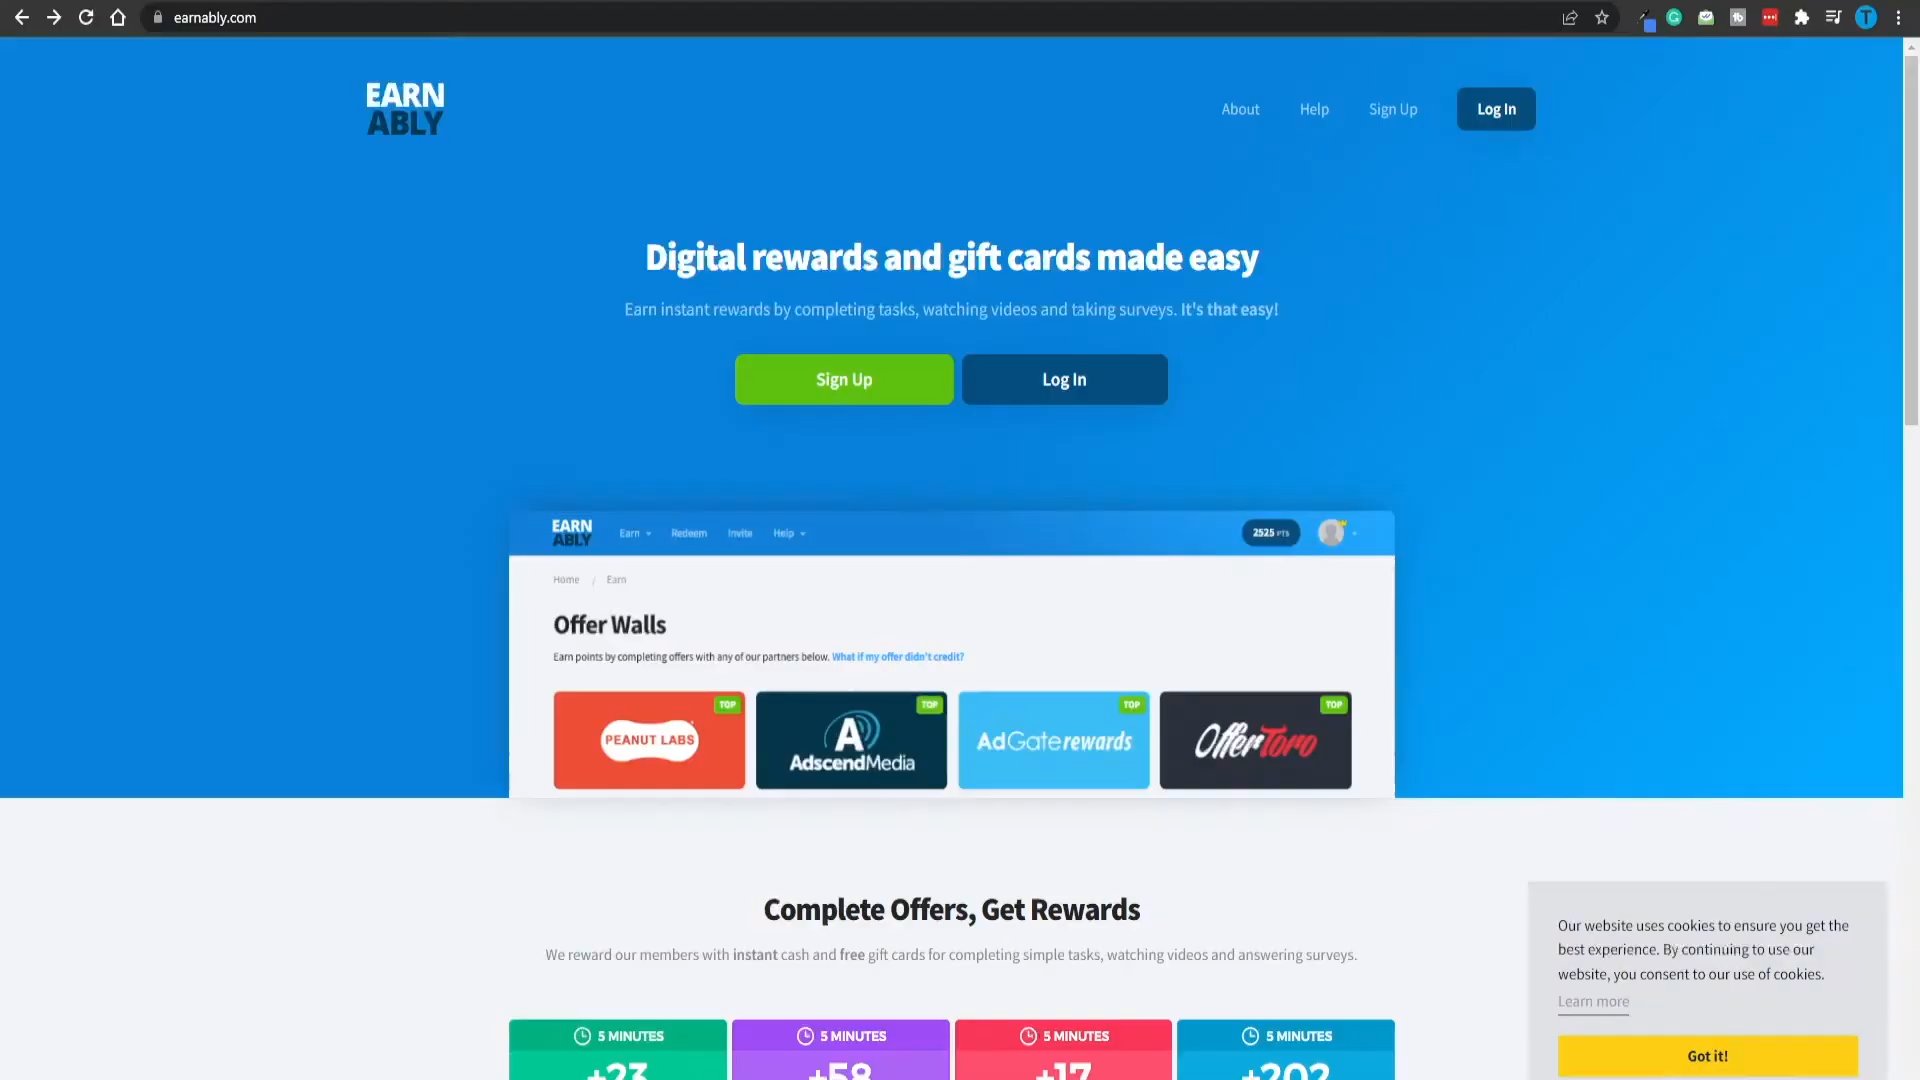 earnably.com
EARN
ABLY
About
Help
Sign Up
Log In
Digital rewards and gift cards made easy
Earn instant rewards by completing tasks, watching videos and taking surveys. It's that easy!
Sign Up
Log In
EARN
ABLY
Earn
Redeem
Invite
Help
2525 PTS
Home / Earn
Offer Walls
Earn points by completing offers with any of our partners below. What if my offer didn't credit?
TOP
PEANUT LABS
TOP
AdscendMedia
TOP
AdGate rewards
TOP
OfferToro
Complete Offers, Get Rewards
We reward our members with instant cash and free gift cards for completing simple tasks, watching videos and answering surveys.
5 MINUTES
+23
5 MINUTES
+58
5 MINUTES
+17
5 MINUTES
+202
Our website uses cookies to ensure you get the
best experience. By continuing to use our
website, you consent to our use of cookies.
Learn more
Got it!